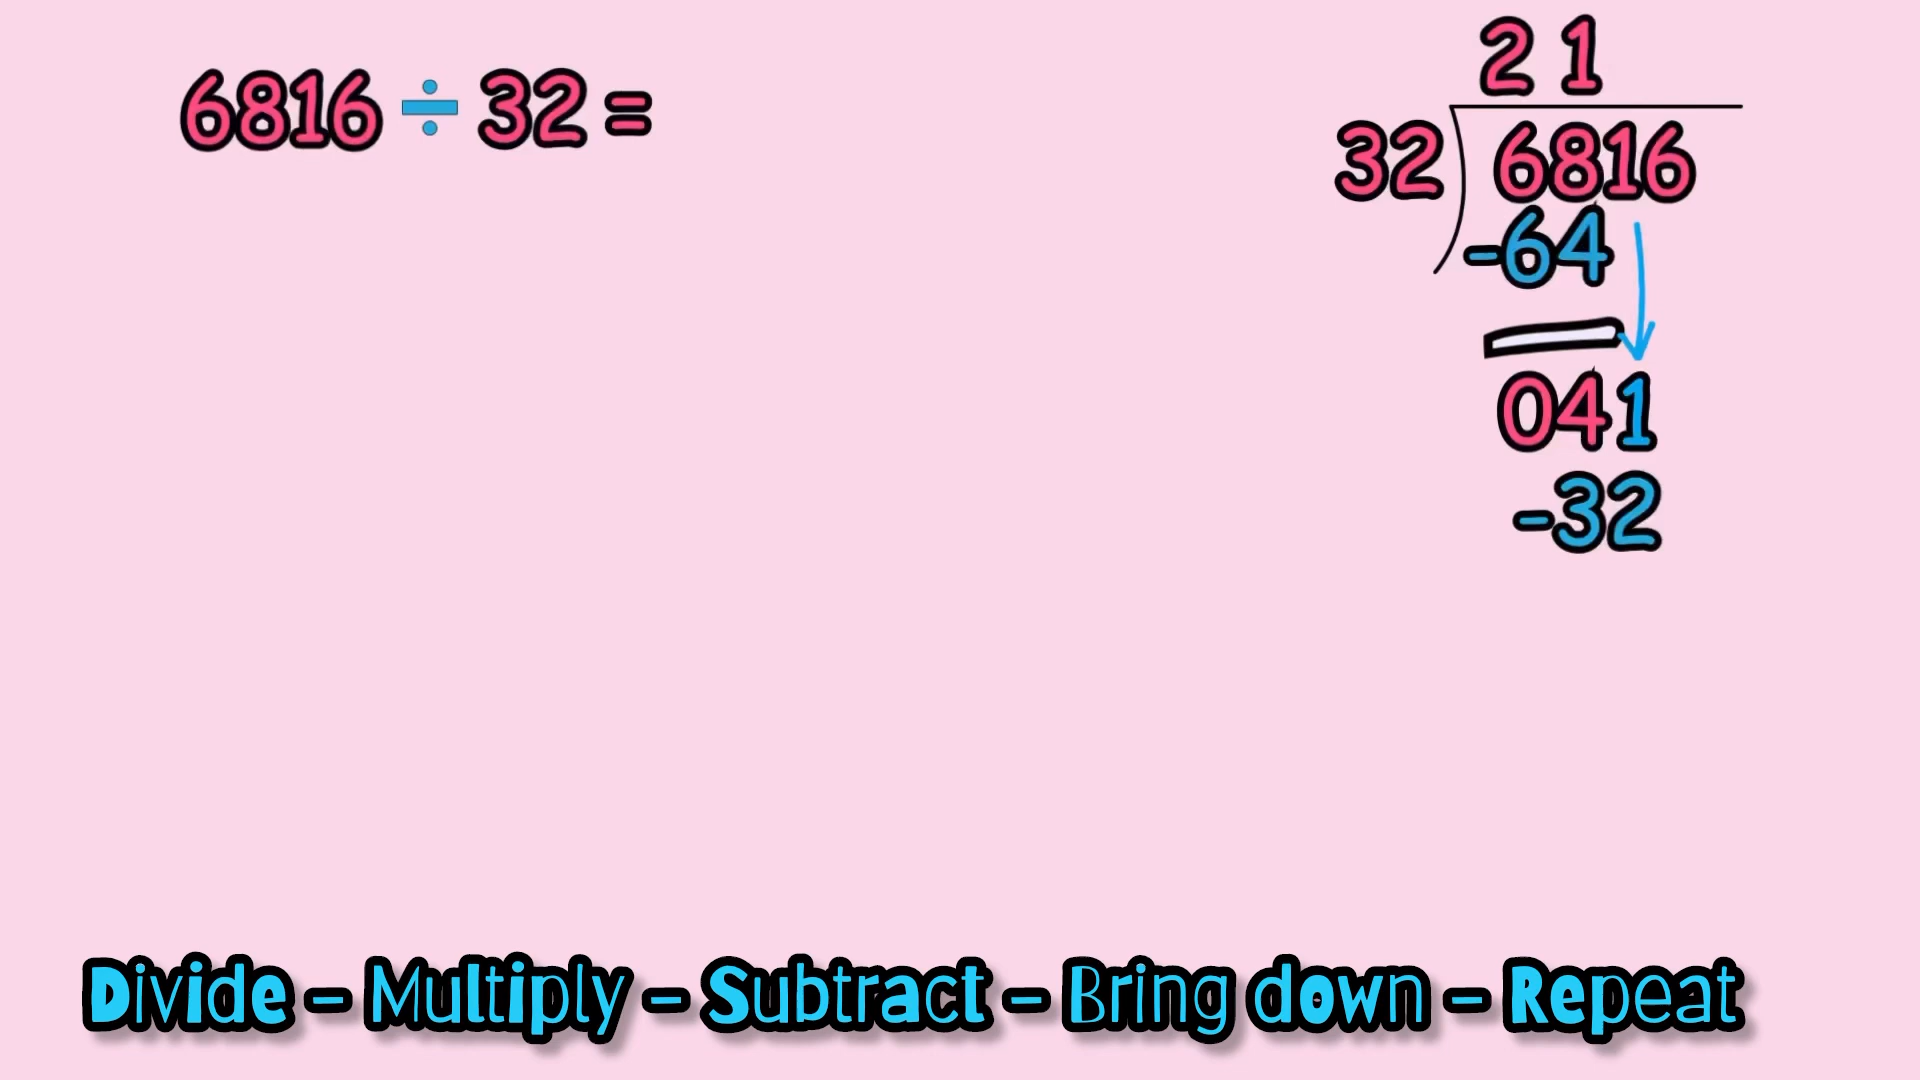 6816 ÷ 32 =
2 1
32 6816
-64
041
-32
Divide – Multiply – Subtract – Bring down – Repeat